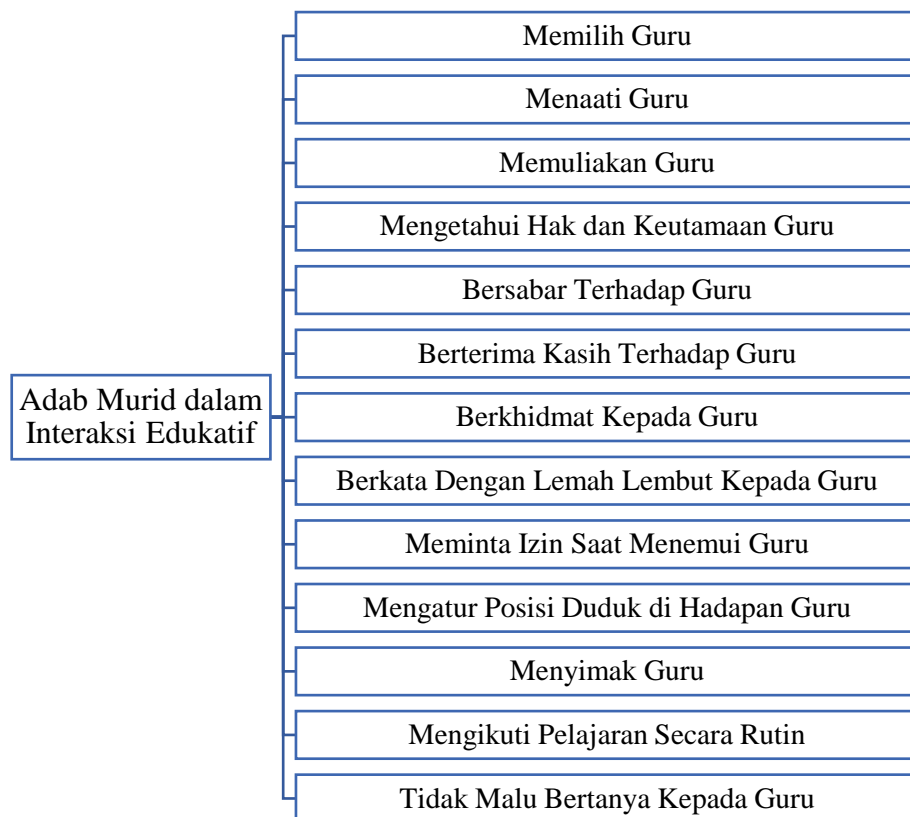 Adab Murid dalam
Interaksi Edukatif
Memilih Guru
Menaati Guru
Memuliakan Guru
Mengetahui Hak dan Keutamaan Guru
Bersabar Terhadap Guru
Berterima Kasih Terhadap Guru
Berkhidmat Kepada Guru
Berkata Dengan Lemah Lembut Kepada Guru
Meminta Izin Saat Menemui Guru
Mengatur Posisi Duduk di Hadapan Guru
Menyimak Guru
Mengikuti Pelajaran Secara Rutin
Tidak Malu Bertanya Kepada Guru